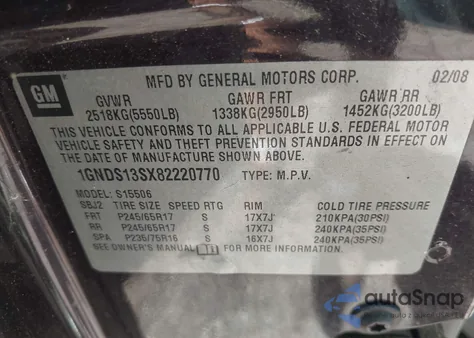 MFD BY GENERAL MOTORS CORP. 02/08
GM
GVWR GAWR FRT GAWR RR
2518KG(5550LB) 1338KG(2950LB) 1452KG(3200LB)
THIS VEHICLE CONFORMS TO ALL APPLICABLE U.S. FEDERAL MOTOR
VEHICLE SAFETY AND THEFT PREVENTION STANDARDS IN EFFECT ON
THE DATE OF MANUFACTURE SHOWN ABOVE.
1GNDS13SX82220770 TYPE: M.P.V.
MODEL: S15506
SBJ2 TIRE SIZE SPEED RTG RIM COLD TIRE PRESSURE
FRT P245/65R17 S 17X7J 210KPA(30PSI)
RR P245/65R17 S 17X7J 240KPA(35PSI)
SPA P235/75R16 S 16X7J 240KPA(35PSI)
SEE OWNER'S MANUAL FOR MORE INFORMATION.
autoSnap